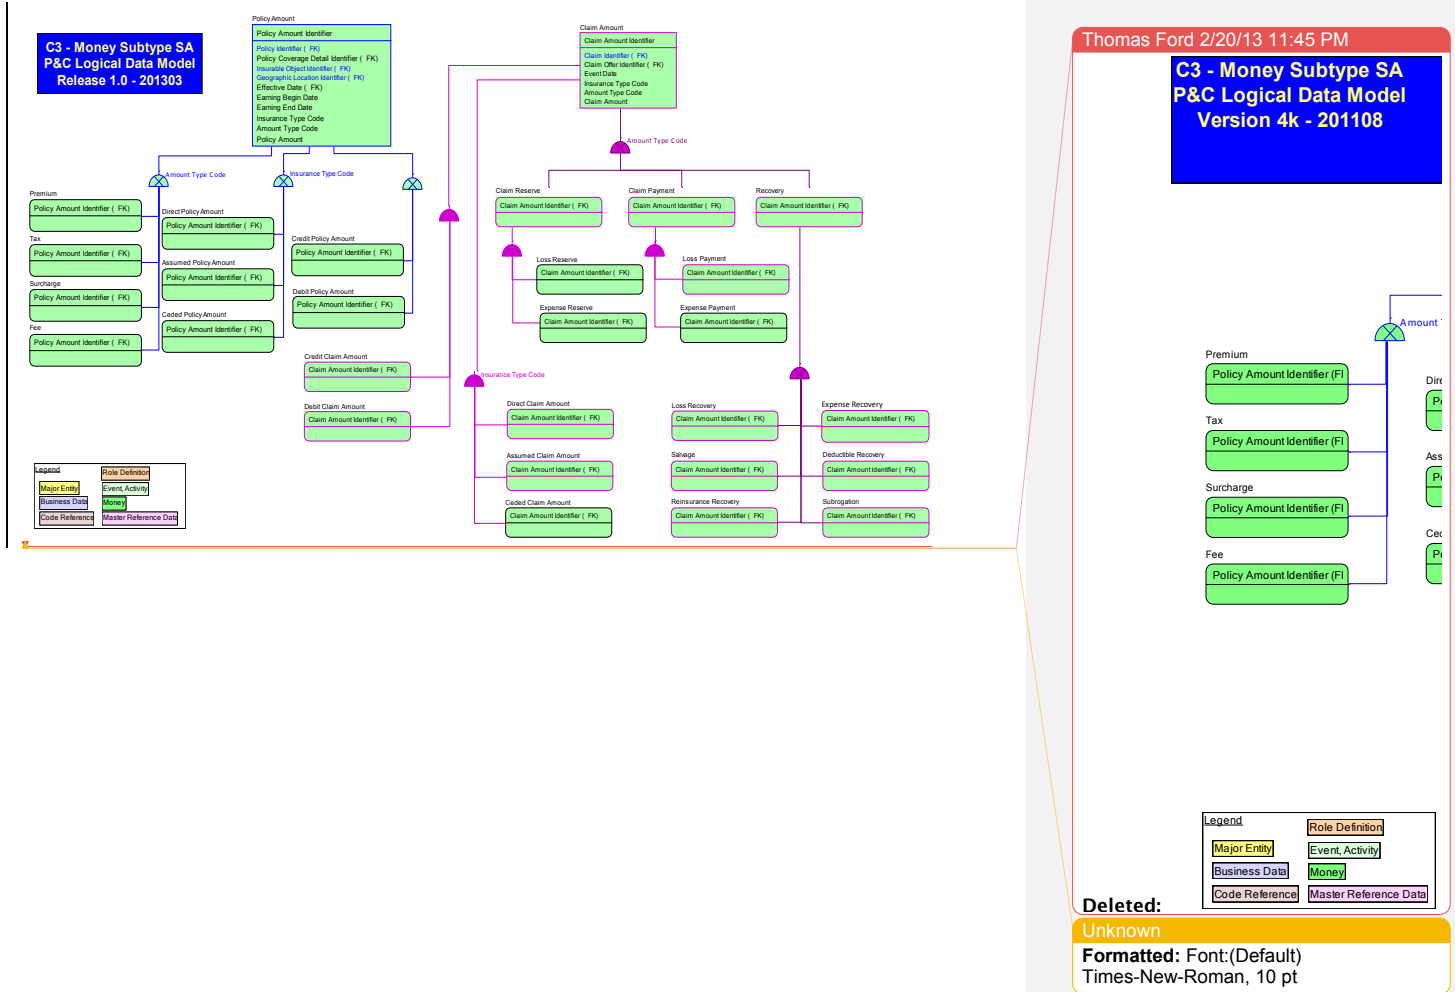 C3 - Money Subtype SA
P&C Logical Data Model
Release 1.0 - 201303
Policy Amount
Policy Amount Identifier
Policy Identifier ( FK)
Policy Coverage Detail Identifier ( FK)
Insurable Object Identifier ( FK)
Geographic Location Identifier ( FK)
Effective Date ( FK)
Earning Begin Date
Earning End Date
Insurance Type Code
Amount Type Code
Policy Amount
Claim Amount
Claim Amount Identifier
Claim Identifier ( FK)
Claim Offer Identifier ( FK)
Event Date
Insurance Type Code
Amount Type Code
Claim Amount
Amount Type Code
Insurance Type Code
Amount Type Code
Premium
Policy Amount Identifier ( FK)
Tax
Policy Amount Identifier ( FK)
Surcharge
Policy Amount Identifier ( FK)
Fee
Policy Amount Identifier ( FK)
Direct Policy Amount
Policy Amount Identifier ( FK)
Assumed Policy Amount
Policy Amount Identifier ( FK)
Ceded Policy Amount
Policy Amount Identifier ( FK)
Credit Policy Amount
Policy Amount Identifier ( FK)
Debit Policy Amount
Policy Amount Identifier ( FK)
Claim Reserve
Claim Amount Identifier ( FK)
Claim Payment
Claim Amount Identifier ( FK)
Recovery
Claim Amount Identifier ( FK)
Loss Reserve
Claim Amount Identifier ( FK)
Expense Reserve
Claim Amount Identifier ( FK)
Loss Payment
Claim Amount Identifier ( FK)
Expense Payment
Claim Amount Identifier ( FK)
Credit Claim Amount
Claim Amount Identifier ( FK)
Debit Claim Amount
Claim Amount Identifier ( FK)
Insurance Type Code
Direct Claim Amount
Claim Amount Identifier ( FK)
Assumed Claim Amount
Claim Amount Identifier ( FK)
Ceded Claim Amount
Claim Amount Identifier ( FK)
Loss Recovery
Claim Amount Identifier ( FK)
Expense Recovery
Claim Amount Identifier ( FK)
Salvage
Claim Amount Identifier ( FK)
Deductible Recovery
Claim Amount Identifier ( FK)
Reinsurance Recovery
Claim Amount Identifier ( FK)
Subrogation
Claim Amount Identifier ( FK)
Legend
Role Definition
Major Entity
Event, Activity
Business Data
Money
Code Reference
Master Reference Data
Thomas Ford 2/20/13 11:45 PM
C3 - Money Subtype SA
P&C Logical Data Model
Version 4k - 201108
Amount
Premium
Policy Amount Identifier (F
Dire
P
Tax
Policy Amount Identifier (F
Ass
P
Surcharge
Policy Amount Identifier (F
Ced
P
Fee
Policy Amount Identifier (F
Legend
Role Definition
Major Entity
Event, Activity
Business Data
Money
Code Reference
Master Reference Data
Deleted:
Unknown
Formatted: Font:(Default)
Times-New-Roman, 10 pt